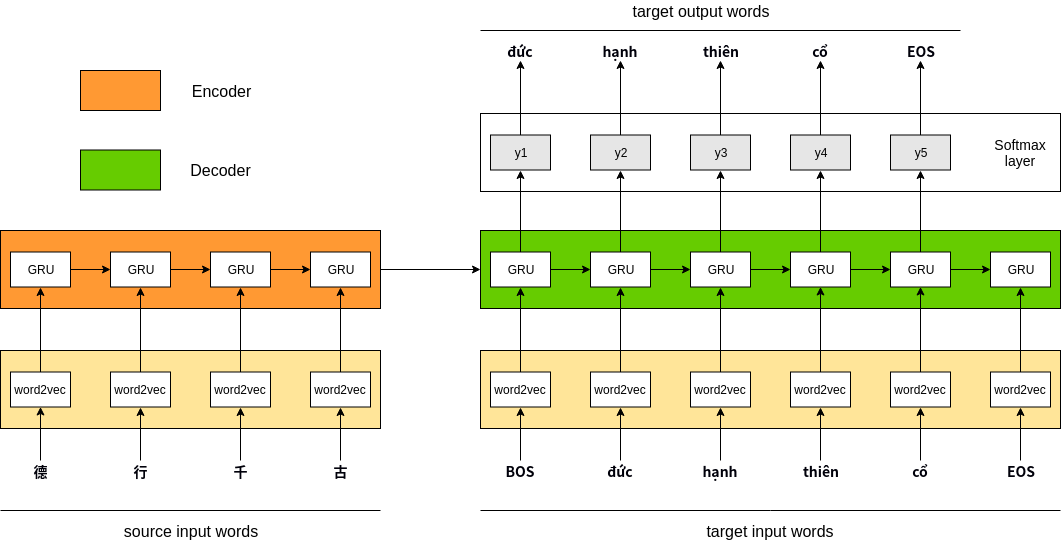 target output words
đức hạnh thiên cổ EOS
Encoder
y1 y2 y3 y4 y5 Softmax
layer
Decoder
GRU GRU GRU GRU GRU GRU GRU GRU GRU GRU
word2vec word2vec word2vec word2vec word2vec word2vec word2vec word2vec word2vec word2vec
德 行 千 古 BOS đức hạnh thiên cổ EOS
source input words target input words